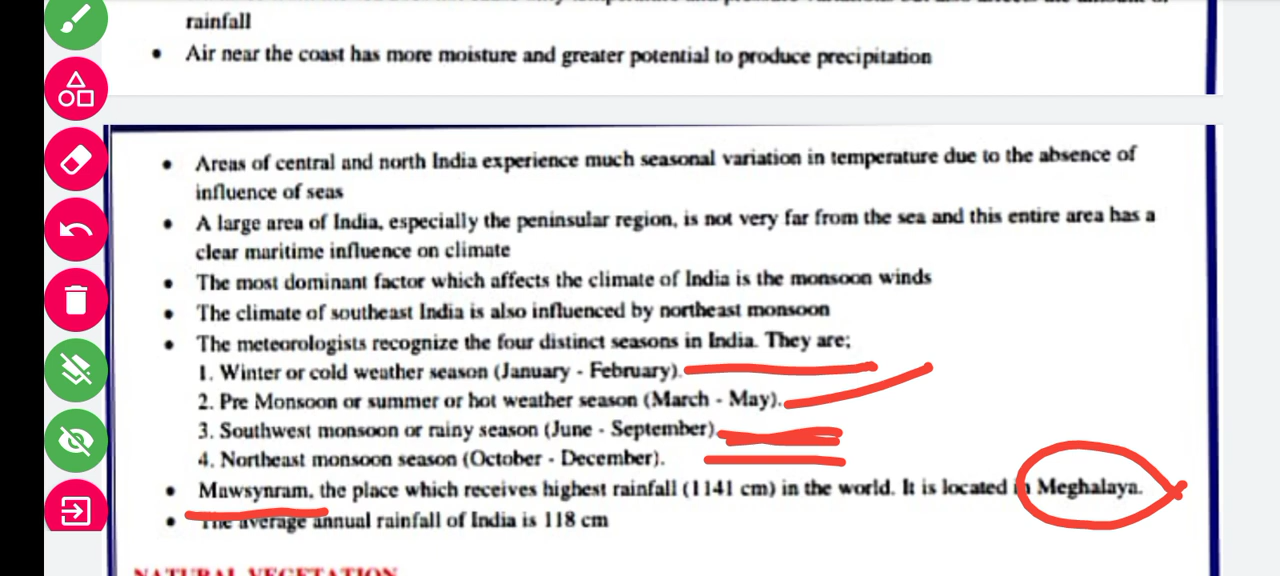 rainfall
• Air near the coast has more moisture and greater potential to produce precipitation
• Areas of central and north India experience much seasonal variation in temperature due to the absence of
influence of seas
• A large area of India, especially the peninsular region, is not very far from the sea and this entire area has a
clear maritime influence on climate
• The most dominant factor which affects the climate of India is the monsoon winds
• The climate of southeast India is also influenced by northeast monsoon
• The meteorologists recognize the four distinct seasons in India. They are;
1. Winter or cold weather season (January - February).
2. Pre Monsoon or summer or hot weather season (March - May).
3. Southwest monsoon or rainy season (June - September).
4. Northeast monsoon season (October - December).
• Mawsynram, the place which receives highest rainfall (1141 cm) in the world. It is located in Meghalaya.
• The average annual rainfall of India is 118 cm
NATURAL VEGETATION